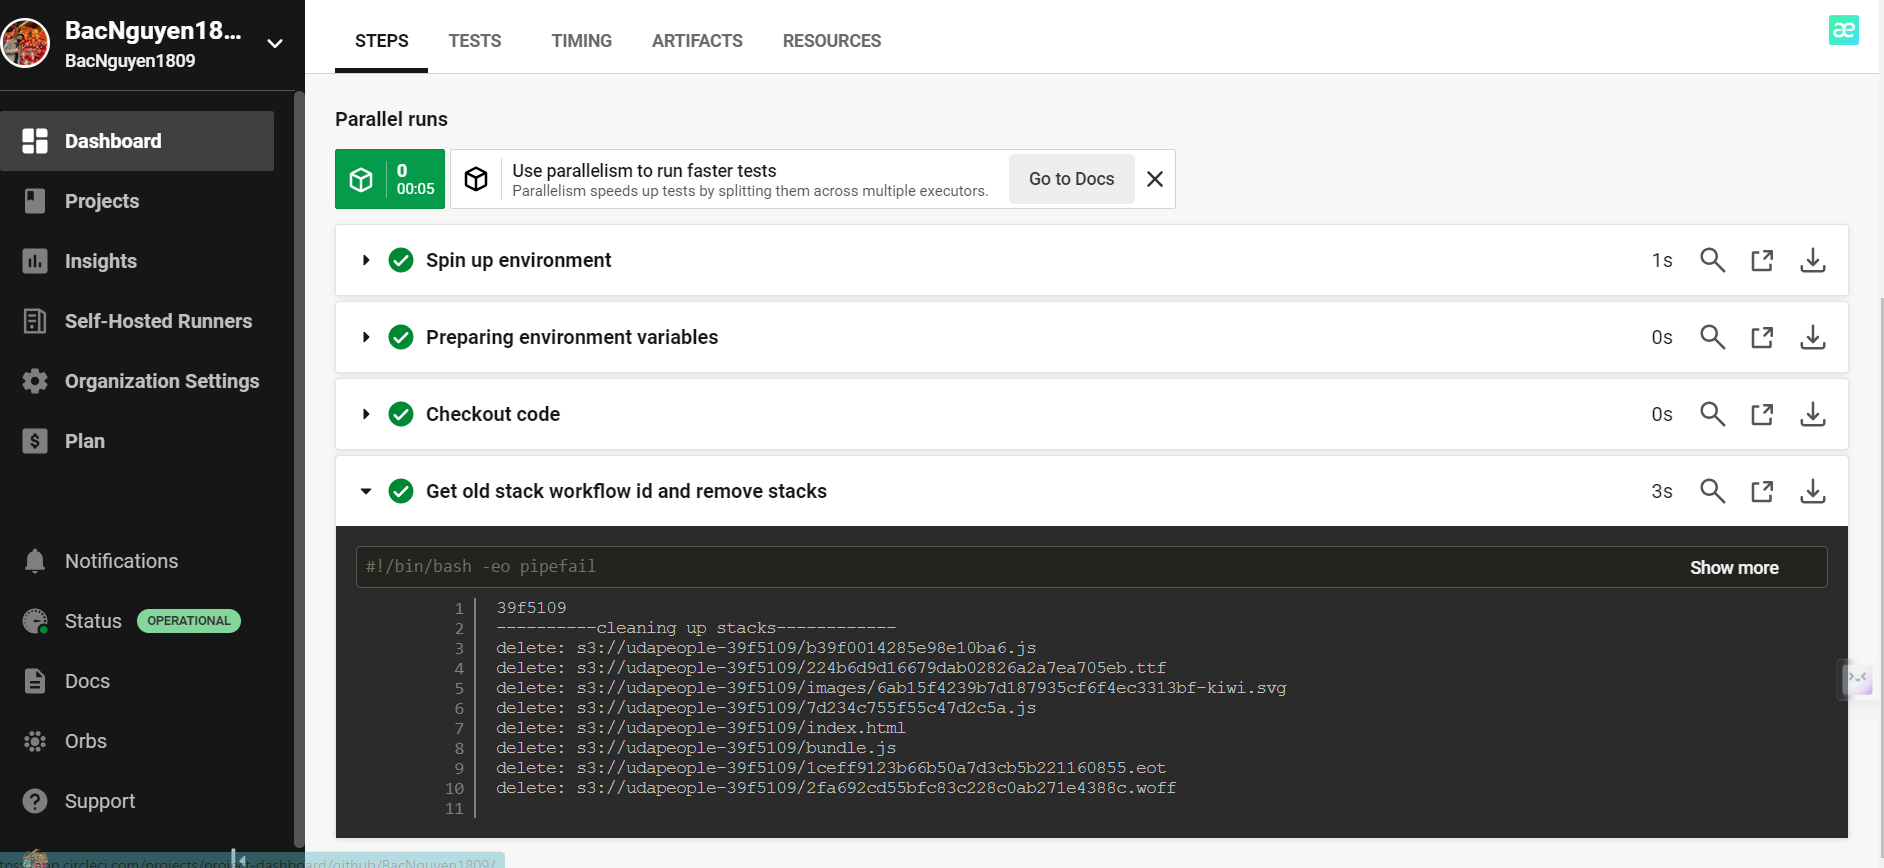 BacNguyen18...
BacNguyen1809
Dashboard
Projects
Insights
Self-Hosted Runners
Organization Settings
Plan
Notifications
Status OPERATIONAL
Docs
Orbs
Support
STEPS TESTS TIMING ARTIFACTS RESOURCES
æ
Parallel runs
0
00:05
Use parallelism to run faster tests
Parallelism speeds up tests by splitting them across multiple executors.
Go to Docs
Spin up environment 1s
Preparing environment variables 0s
Checkout code 0s
Get old stack workflow id and remove stacks 3s
#!/bin/bash -eo pipefail Show more
1 39f5109
2 ----------cleaning up stacks------------
3 delete: s3://udapeople-39f5109/b39f0014285e98e10ba6.js
4 delete: s3://udapeople-39f5109/224b6d9d16679dab02826a2a7ea705eb.ttf
5 delete: s3://udapeople-39f5109/images/6ab15f4239b7d187935cf6f4ec3313bf-kiwi.svg
6 delete: s3://udapeople-39f5109/7d234c755f55c47d2c5a.js
7 delete: s3://udapeople-39f5109/index.html
8 delete: s3://udapeople-39f5109/bundle.js
9 delete: s3://udapeople-39f5109/1ceff9123b66b50a7d3cb5b221160855.eot
10 delete: s3://udapeople-39f5109/2fa692cd55bfc83c228c0ab271e4388c.woff
11
app.circleci.com/projects/project-dashboard/github/BacNguyen1809/